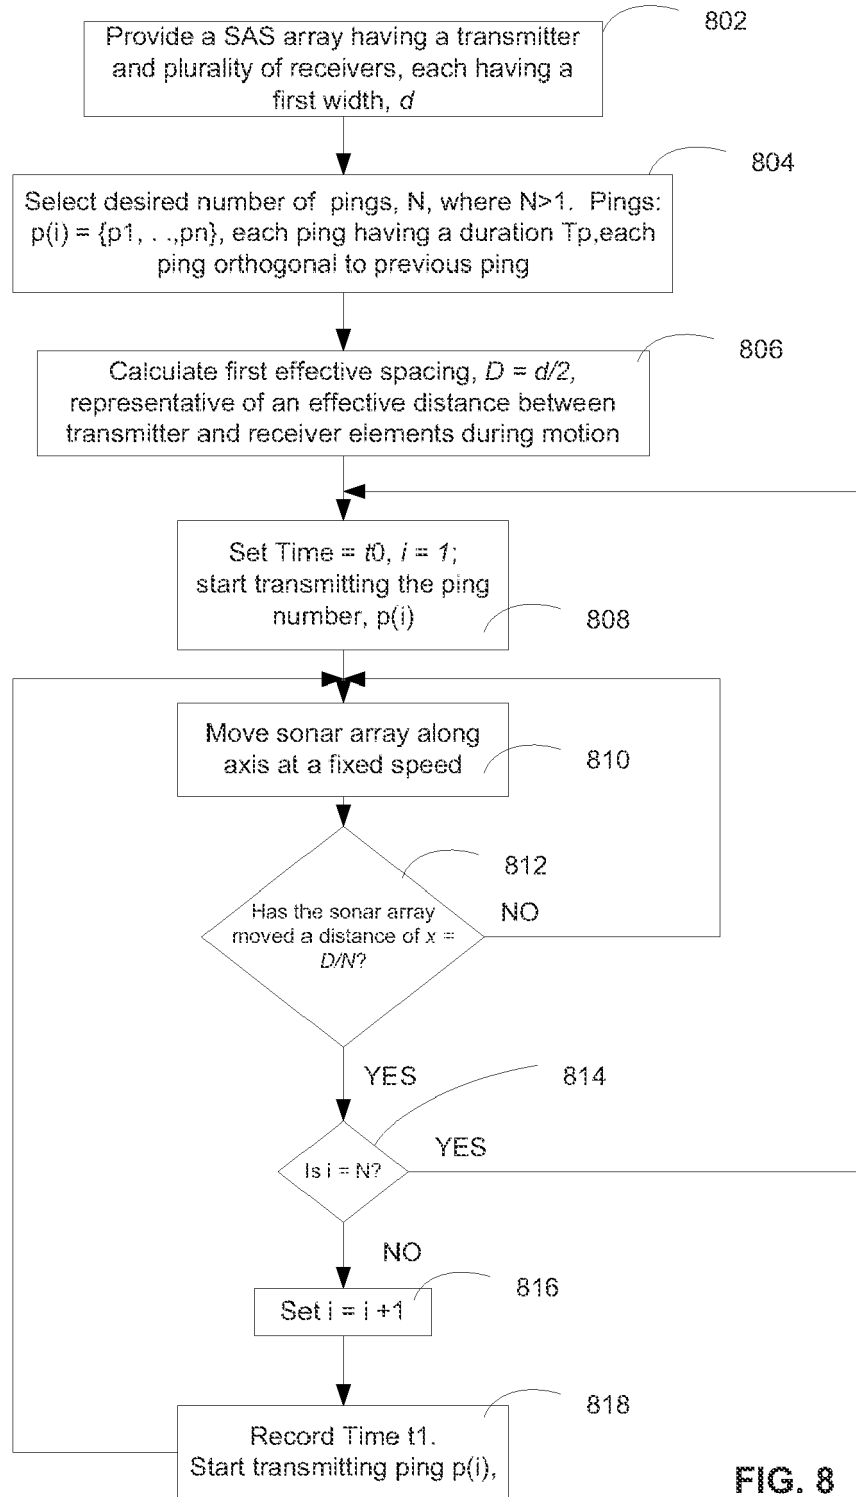 802
Provide a SAS array having a transmitter
and plurality of receivers, each having a
first width, d
804
Select desired number of pings, N, where N>1. Pings:
p(i) = {p1, . .,pn}, each ping having a duration Tp,each
ping orthogonal to previous ping
806
Calculate first effective spacing, D = d/2,
representative of an effective distance between
transmitter and receiver elements during motion
Set Time = t0, i = 1;
start transmitting the ping
number, p(i)
808
Move sonar array along
axis at a fixed speed
810
812
Has the sonar array
moved a distance of x =
D/N?
NO
YES
814
Is i = N?
YES
NO
816
Set i = i +1
818
Record Time t1.
Start transmitting ping p(i),
FIG. 8